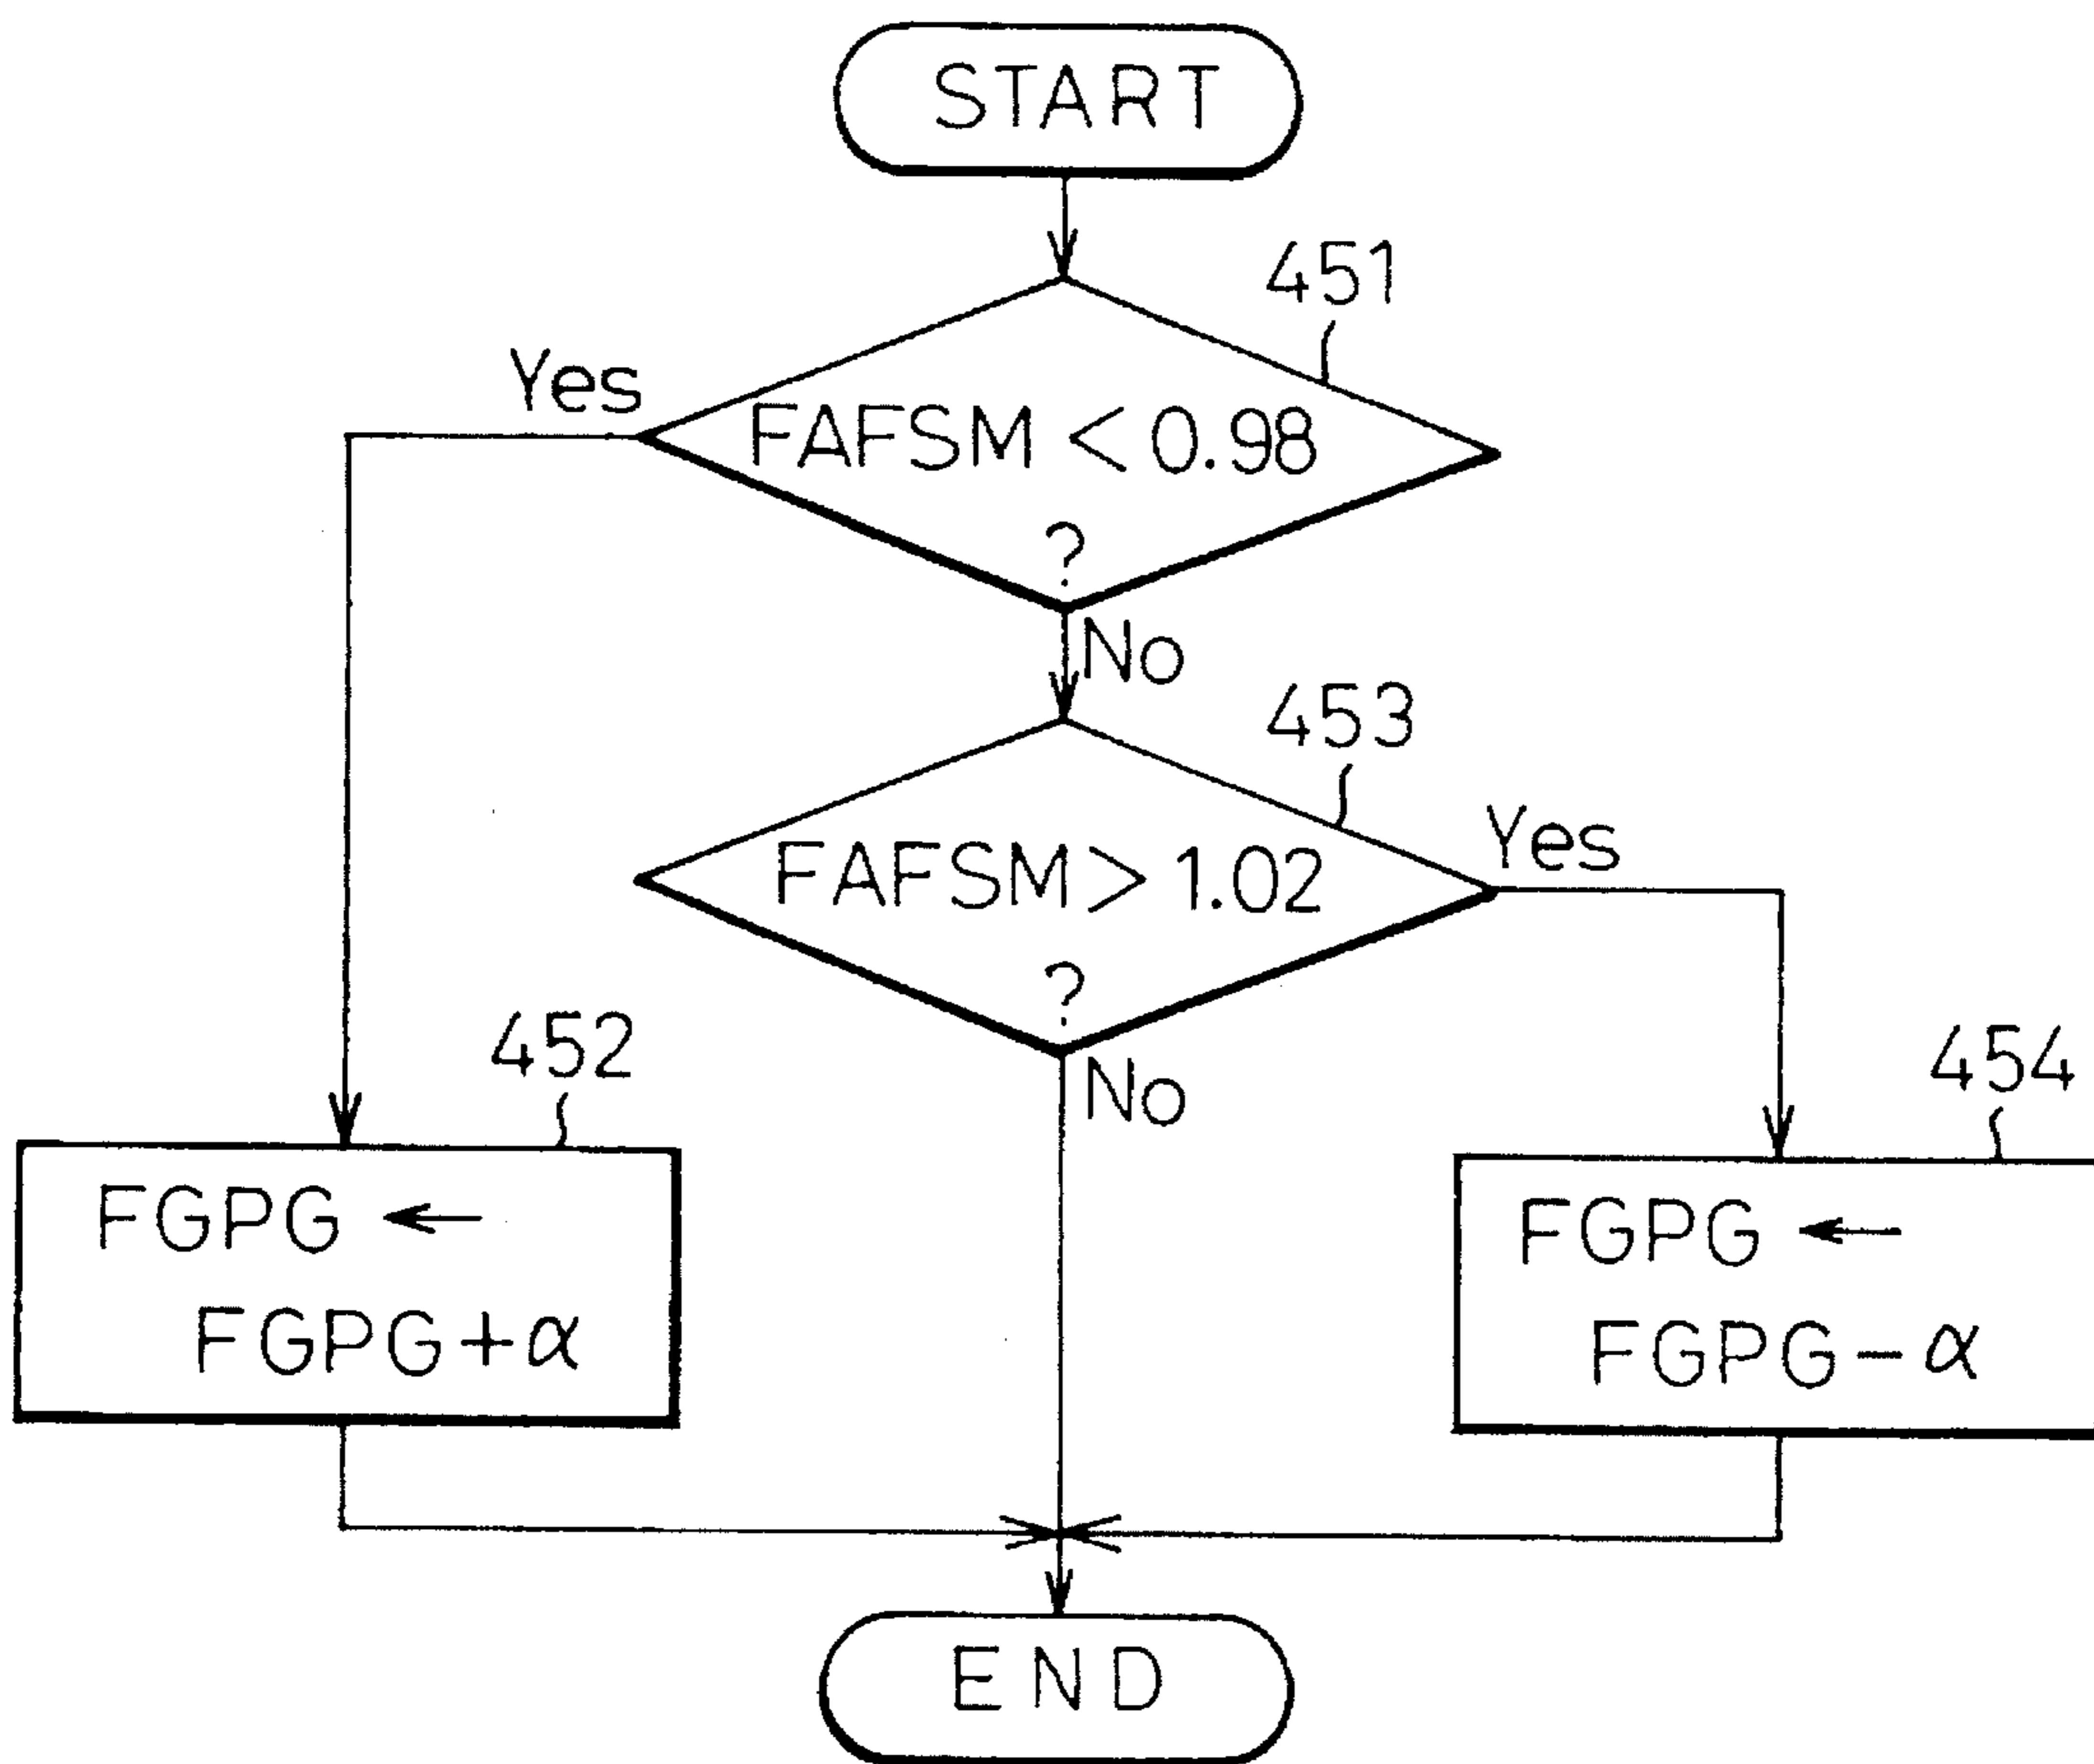 START
451
Yes
FAFSM < 0.98
?
No
453
FAFSM > 1.02
Yes
?
No
452
FGPG ←
FGPG + α
454
FGPG ←
FGPG - α
END